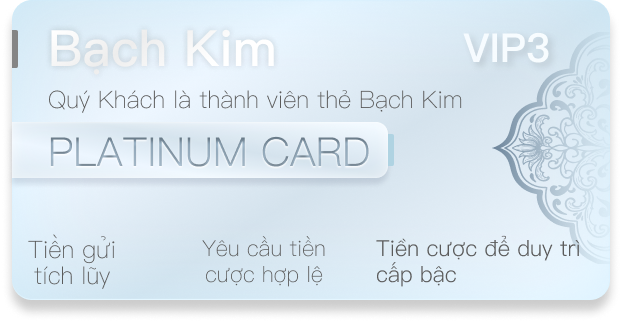 Bạch Kim
VIP3
Quý Khách là thành viên thẻ Bạch Kim
PLATINUM CARD
Tiền gửi
tích lũy
Yêu cầu tiền
cược hợp lệ
Tiền cược để duy trì
cấp bậc